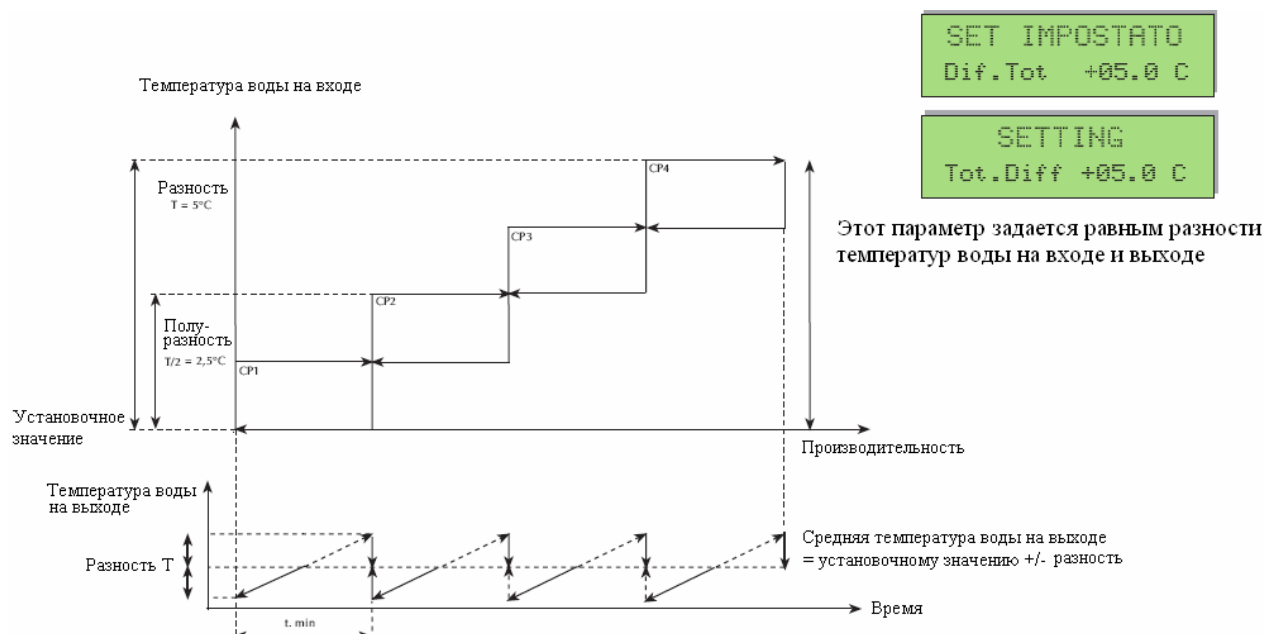 SET IMPOSTATO
Dif.Tot +05.0 C
SETTING
Tot.Diff +05.0 C
Этот параметр задается равным разности
температур воды на входе и выходе
Температура воды на входе
Разность
T = 5°C
CP4
CP3
CP2
Полу-
разность
T/2 = 2,5°C
CP1
Установочное
значение
Производительность
Температура воды
на выходе
Разность Т
Средняя температура воды на выходе
= установочному значению +/- разность
Время
t. min